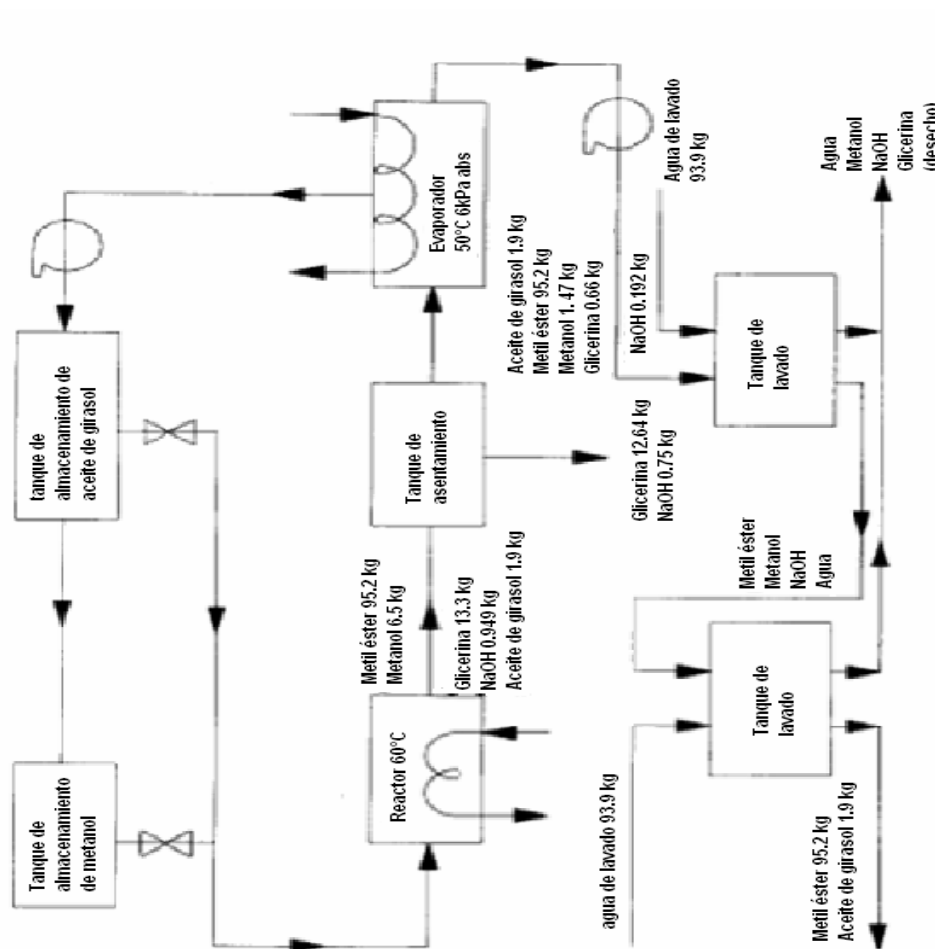 Tanque de
almacenamiento
de metanol
tanque de
almacenamiento de
aceite de girasol
Reactor 60°C
Metil éster 95.2 kg
Metanol 6.5 kg
Glicerina 13.3 kg
NaOH 0.949 kg
Aceite de girasol 1.9 kg
Tanque de
asentamiento
Evaporador
50°C 6kPa abs
Aceite de girasol 1.9 kg
Metil éster 95.2 kg
Metanol 1.47 kg
Glicerina 0.66 kg
NaOH 0.192 kg
Glicerina 12.64 kg
NaOH 0.75 kg
Agua de lavado
93.9 kg
Tanque de
lavado
Agua
Metanol
NaOH
Glicerina
(desecho)
Metil éster
Metanol
NaOH
Agua
agua de lavado 93.9 kg
Tanque de
lavado
Metil éster 95.2 kg
Aceite de girasol 1.9 kg